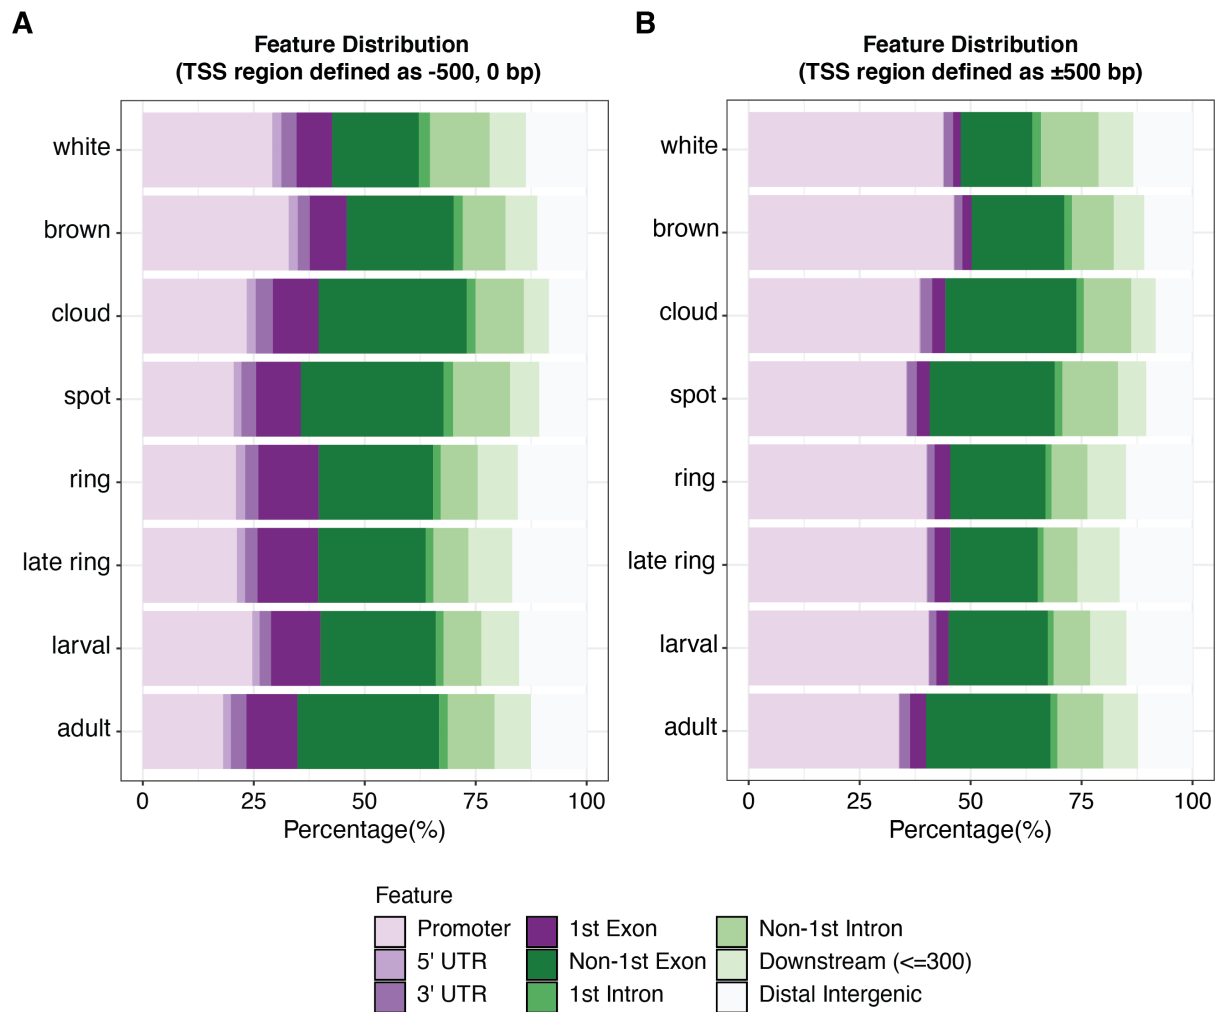 A
Feature Distribution
(TSS region defined as -500, 0 bp)
white
brown
cloud
spot
ring
late ring
larval
adult
0 25 50 75 100
Percentage(%)
B
Feature Distribution
(TSS region defined as ±500 bp)
white
brown
cloud
spot
ring
late ring
larval
adult
0 25 50 75 100
Percentage(%)
Feature
Promoter 1st Exon Non-1st Intron
5' UTR Non-1st Exon Downstream (<=300)
3' UTR 1st Intron Distal Intergenic